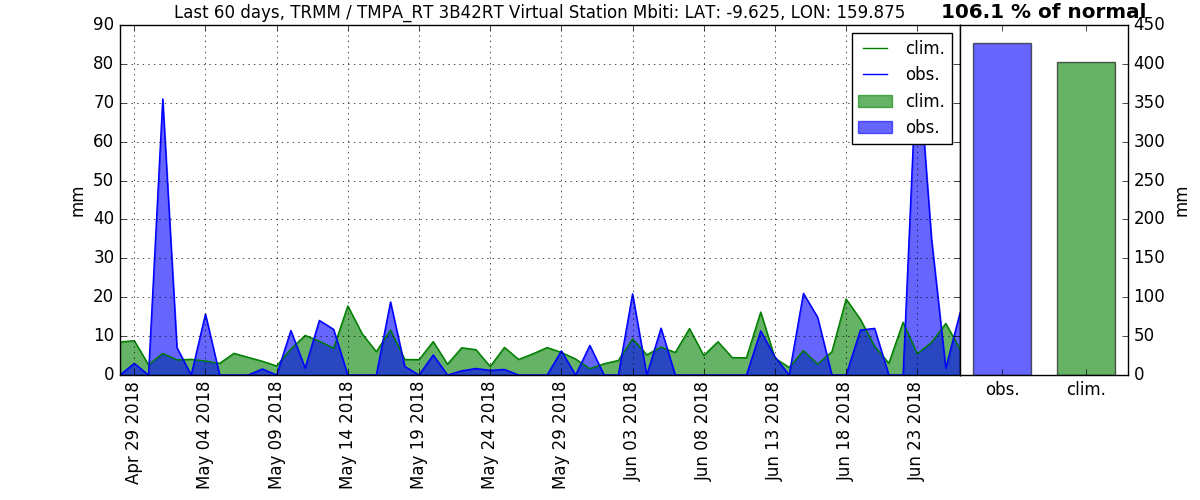 Last 60 days, TRMM / TMPA_RT 3B42RT Virtual Station Mbiti: LAT: -9.625, LON: 159.875
106.1 % of normal
90
80
70
60
50
40
30
20
10
0
mm
clim.
obs.
clim.
obs.
Apr 29 2018
May 04 2018
May 09 2018
May 14 2018
May 19 2018
May 24 2018
May 29 2018
Jun 03 2018
Jun 08 2018
Jun 13 2018
Jun 18 2018
Jun 23 2018
450
400
350
300
250
200
150
100
50
0
mm
obs.
clim.